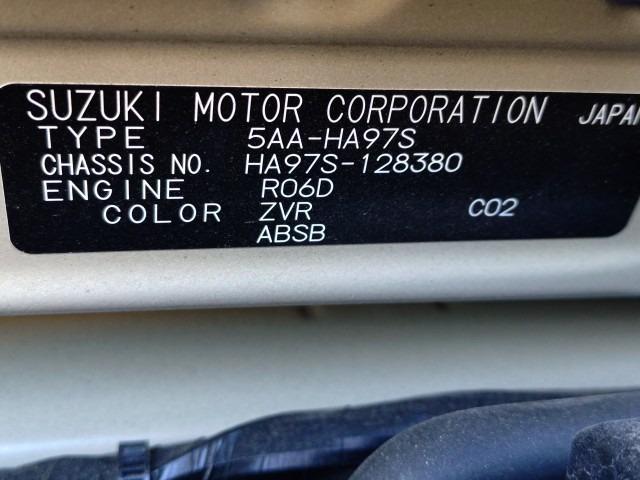 SUZUKI MOTOR CORPORATION JAPAN
TYPE 5AA-HA97S
CHASSIS NO. HA97S-128380
ENGINE R06D
COLOR ZVR C02
ABSB